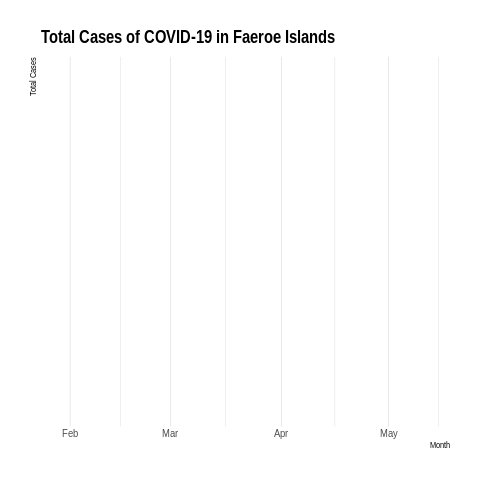 Total Cases of COVID-19 in Faeroe Islands
Total Cases
Feb Mar Apr May
Month